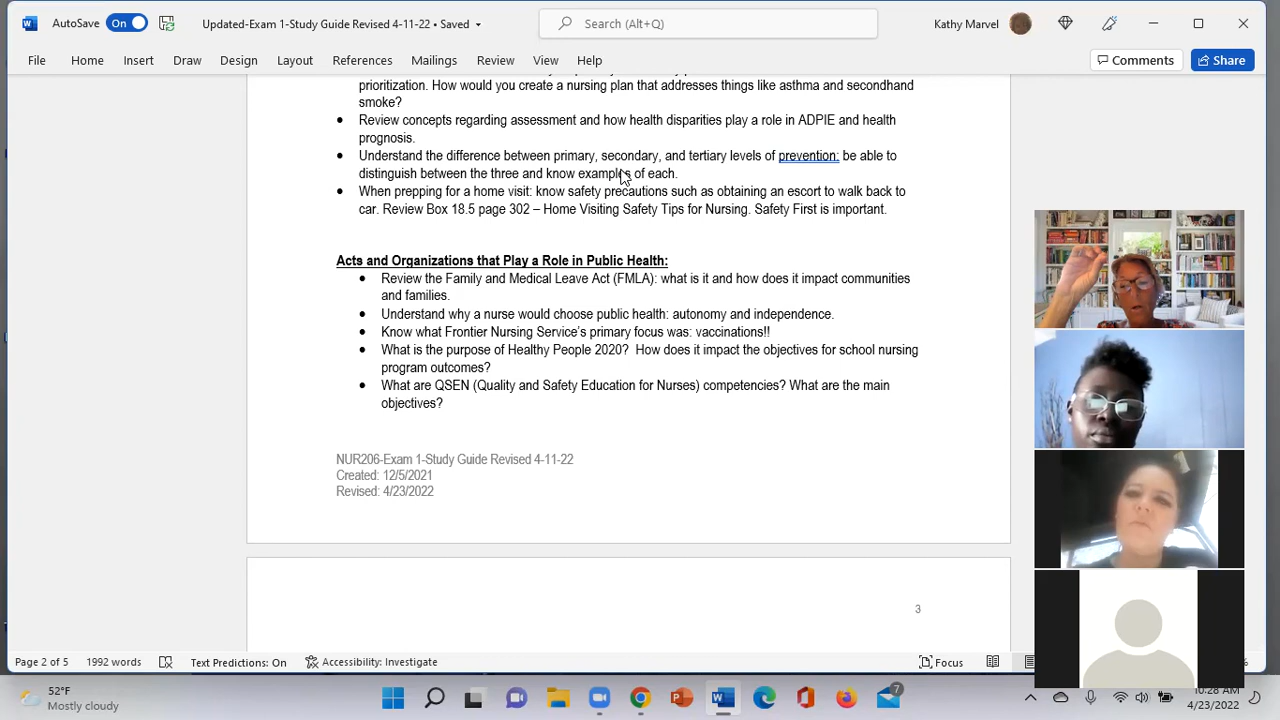 AutoSave On Updated-Exam 1-Study Guide Revised 4-11-22 • Saved Search (Alt+Q) Kathy Marvel
File Home Insert Draw Design Layout References Mailings Review View Help Comments Share
prioritization. How would you create a nursing plan that addresses things like asthma and secondhand
smoke?
• Review concepts regarding assessment and how health disparities play a role in ADPIE and health
prognosis.
• Understand the difference between primary, secondary, and tertiary levels of prevention: be able to
distinguish between the three and know examples of each.
• When prepping for a home visit: know safety precautions such as obtaining an escort to walk back to
car. Review Box 18.5 page 302 – Home Visiting Safety Tips for Nursing. Safety First is important.
Acts and Organizations that Play a Role in Public Health:
• Review the Family and Medical Leave Act (FMLA): what is it and how does it impact communities
and families.
• Understand why a nurse would choose public health: autonomy and independence.
• Know what Frontier Nursing Service's primary focus was: vaccinations!!
• What is the purpose of Healthy People 2020?  How does it impact the objectives for school nursing
program outcomes?
• What are QSEN (Quality and Safety Education for Nurses) competencies? What are the main
objectives?
NUR206-Exam 1-Study Guide Revised 4-11-22
Created: 12/5/2021
Revised: 4/23/2022
3
Page 2 of 5 1992 words Text Predictions: On Accessibility: Investigate Focus
52°F
Mostly cloudy
7
10:28 AM
4/23/2022